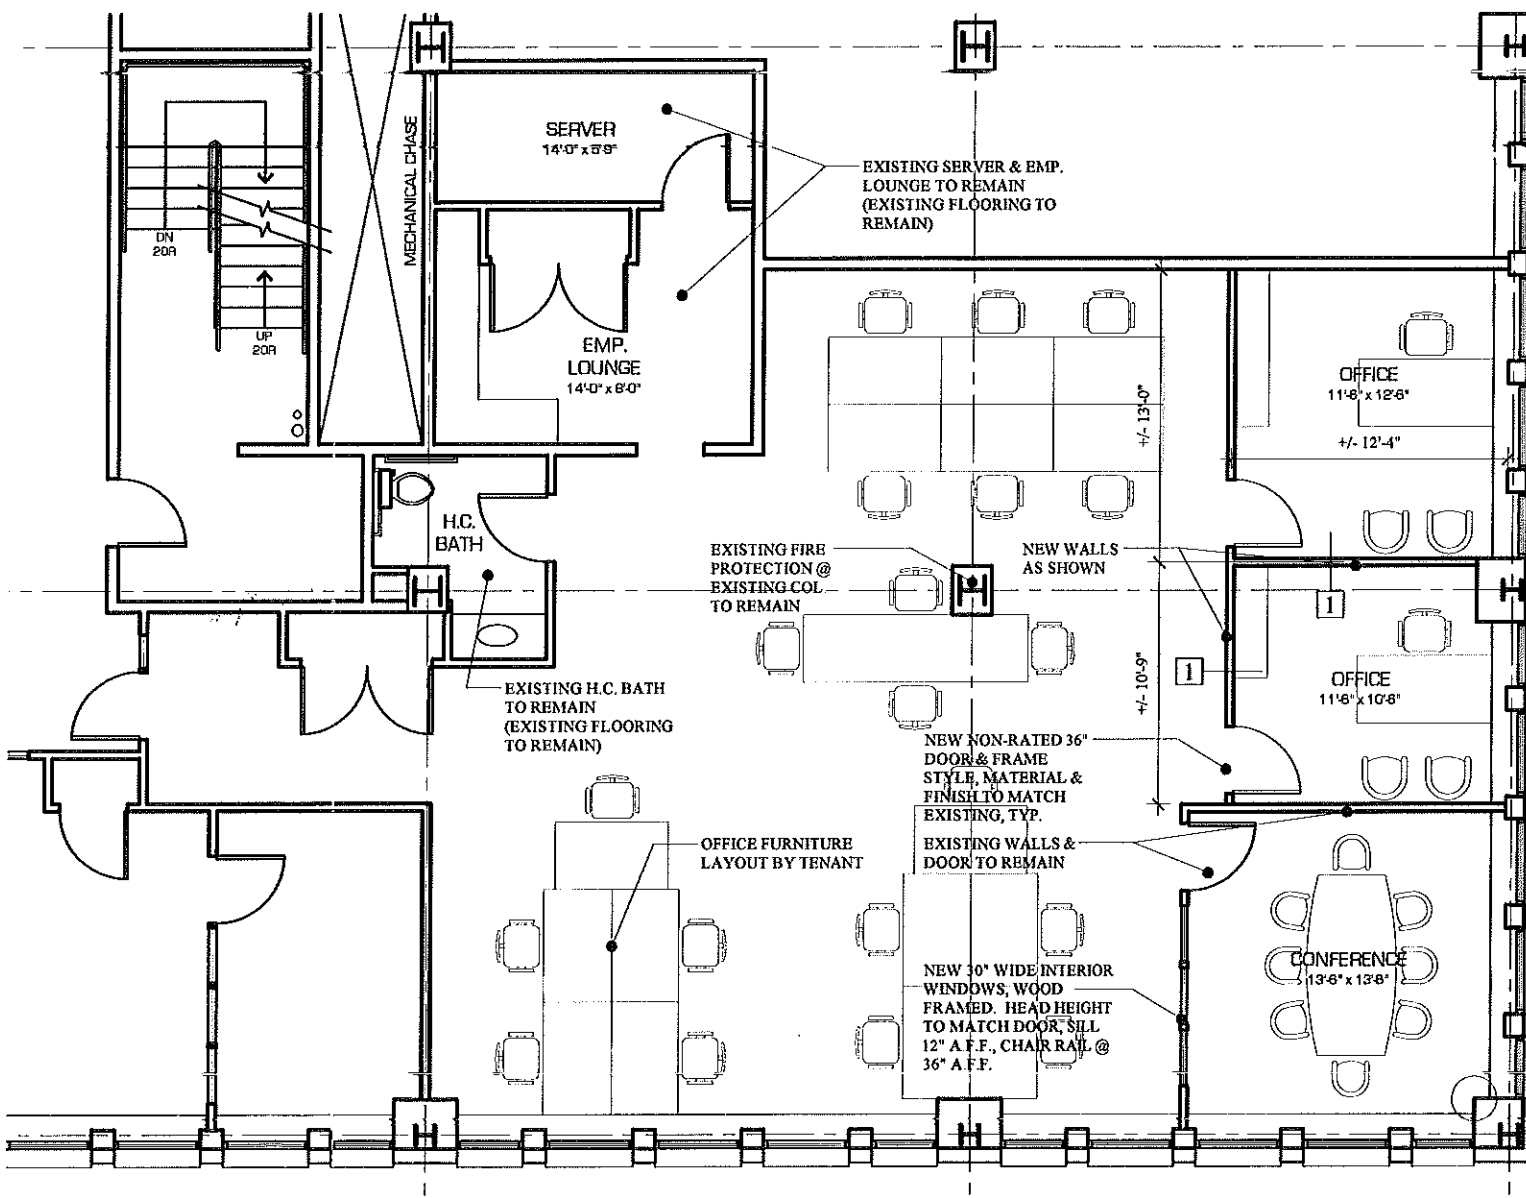 MECHANICAL CHASE
SERVER
14'-0" x 5'9"
EXISTING SERVER & EMP.
LOUNGE TO REMAIN
(EXISTING FLOORING TO
REMAIN)
DN
20R
UP
20R
EMP.
LOUNGE
14'-0" x 8'-0"
OFFICE
11'-6" x 12'-6"
+/- 13'-0"
+/- 12'-4"
H.C.
BATH
EXISTING FIRE
PROTECTION @
EXISTING COL
TO REMAIN
NEW WALLS
AS SHOWN
1
1
OFFICE
11'-6" x 10'-6"
+/- 10'-9"
EXISTING H.C. BATH
TO REMAIN
(EXISTING FLOORING
TO REMAIN)
NEW NON-RATED 36"
DOOR & FRAME
STYLE, MATERIAL &
FINISH TO MATCH
EXISTING, TYP.
EXISTING WALLS &
DOOR TO REMAIN
OFFICE FURNITURE
LAYOUT BY TENANT
CONFERENCE
13'-6" x 13'-8"
NEW 30" WIDE INTERIOR
WINDOWS, WOOD
FRAMED. HEAD HEIGHT
TO MATCH DOOR, SILL
12" A.F.F., CHAIR RAIL @
36" A.F.F.